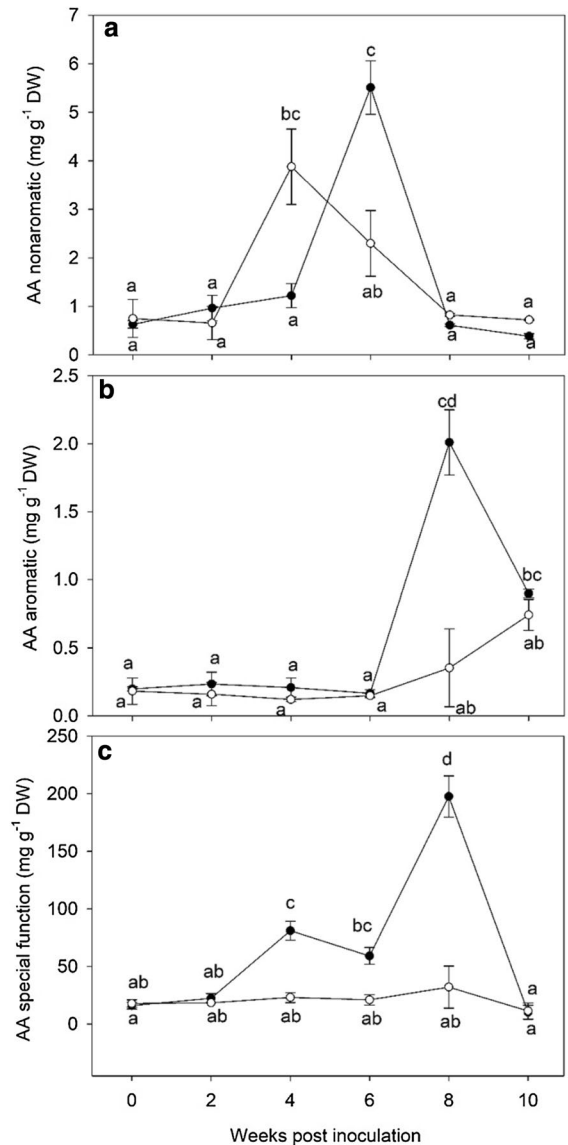 a
7
6
5
4
3
2
1
0
AA nonaromatic (mg g⁻¹ DW)
c
bc
ab
a a a a
a a a a a
b
2.5
2.0
1.5
1.0
0.5
0.0
AA aromatic (mg g⁻¹ DW)
cd
bc
a a a a ab
a a a a ab
c
250
200
150
100
50
0
AA special function (mg g⁻¹ DW)
d
c
bc
ab ab a
a ab ab ab ab a
0 2 4 6 8 10
Weeks post inoculation